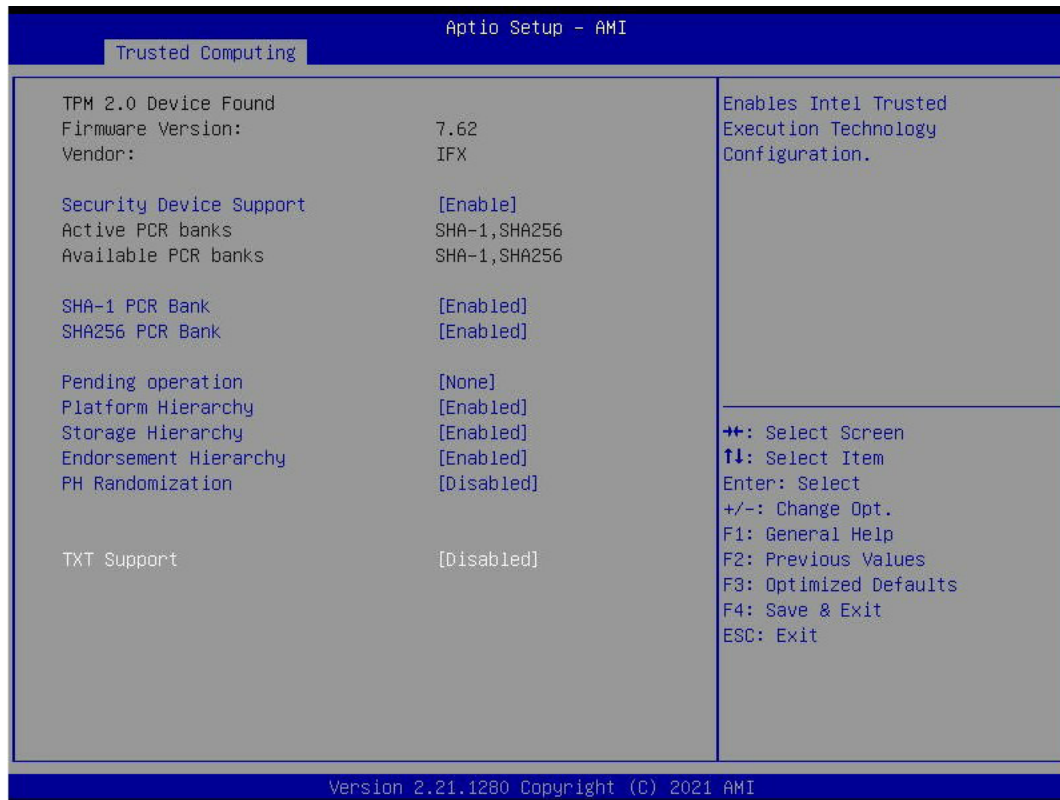 Aptio Setup - AMI
Trusted Computing
TPM 2.0 Device Found
Firmware Version: 7.62
Vendor: IFX
Security Device Support [Enable]
Active PCR banks SHA-1,SHA256
Available PCR banks SHA-1,SHA256
SHA-1 PCR Bank [Enabled]
SHA256 PCR Bank [Enabled]
Pending operation [None]
Platform Hierarchy [Enabled]
Storage Hierarchy [Enabled]
Endorsement Hierarchy [Enabled]
PH Randomization [Disabled]
TXT Support [Disabled]
Enables Intel Trusted
Execution Technology
Configuration.
→←: Select Screen
↑↓: Select Item
Enter: Select
+/-: Change Opt.
F1: General Help
F2: Previous Values
F3: Optimized Defaults
F4: Save & Exit
ESC: Exit
Version 2.21.1280 Copyright (C) 2021 AMI